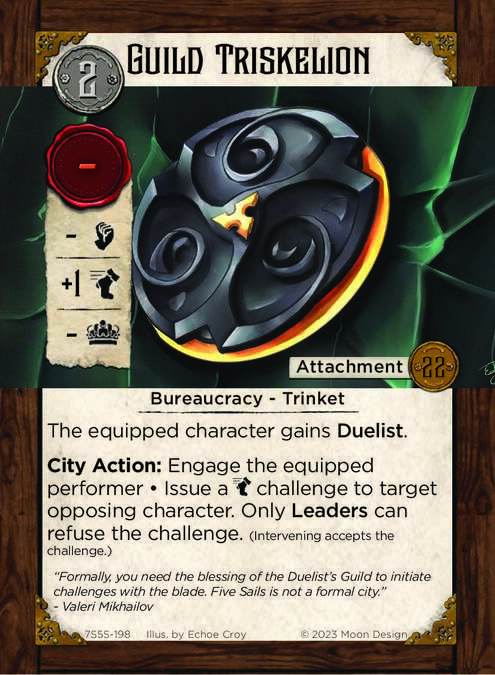 2
GUILD TRISKELION
-
-
+1
-
Attachment
22
Bureaucracy - Trinket
The equipped character gains Duelist.
City Action: Engage the equipped
performer • Issue a challenge to target
opposing character. Only Leaders can
refuse the challenge. (Intervening accepts the
challenge.)
“Formally, you need the blessing of the Duelist’s Guild to initiate
challenges with the blade. Five Sails is not a formal city.”
- Valeri Mikhailov
7S5S-198 Illus. by Echoe Croy © 2023 Moon Design